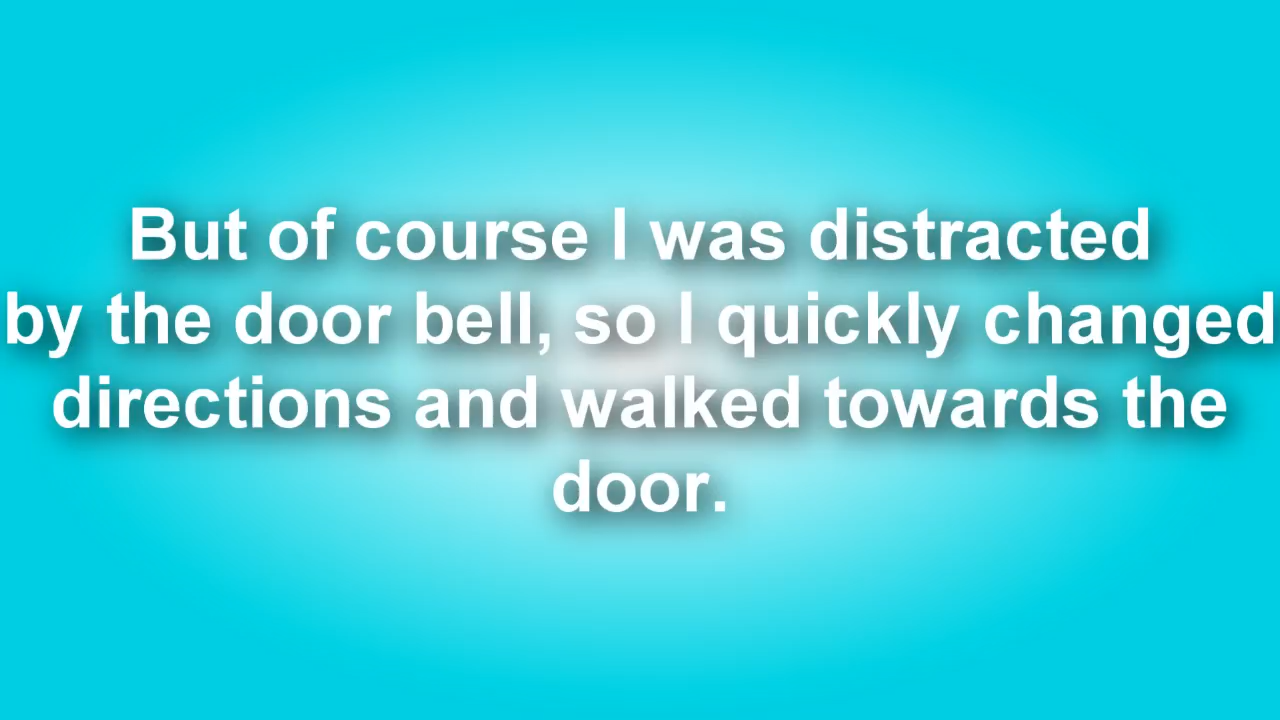 But of course I was distracted
by the door bell, so I quickly changed
directions and walked towards the
door.